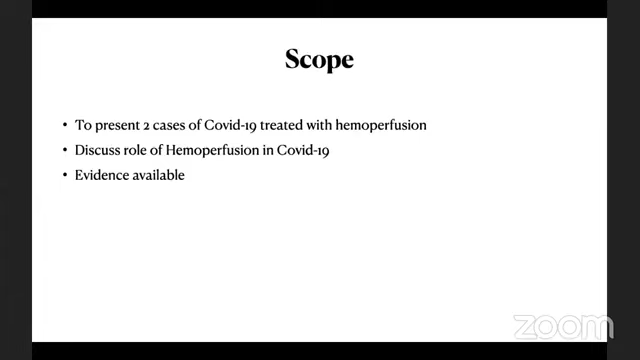 Scope
• To present 2 cases of Covid-19 treated with hemoperfusion
• Discuss role of Hemoperfusion in Covid-19
• Evidence available
zoom